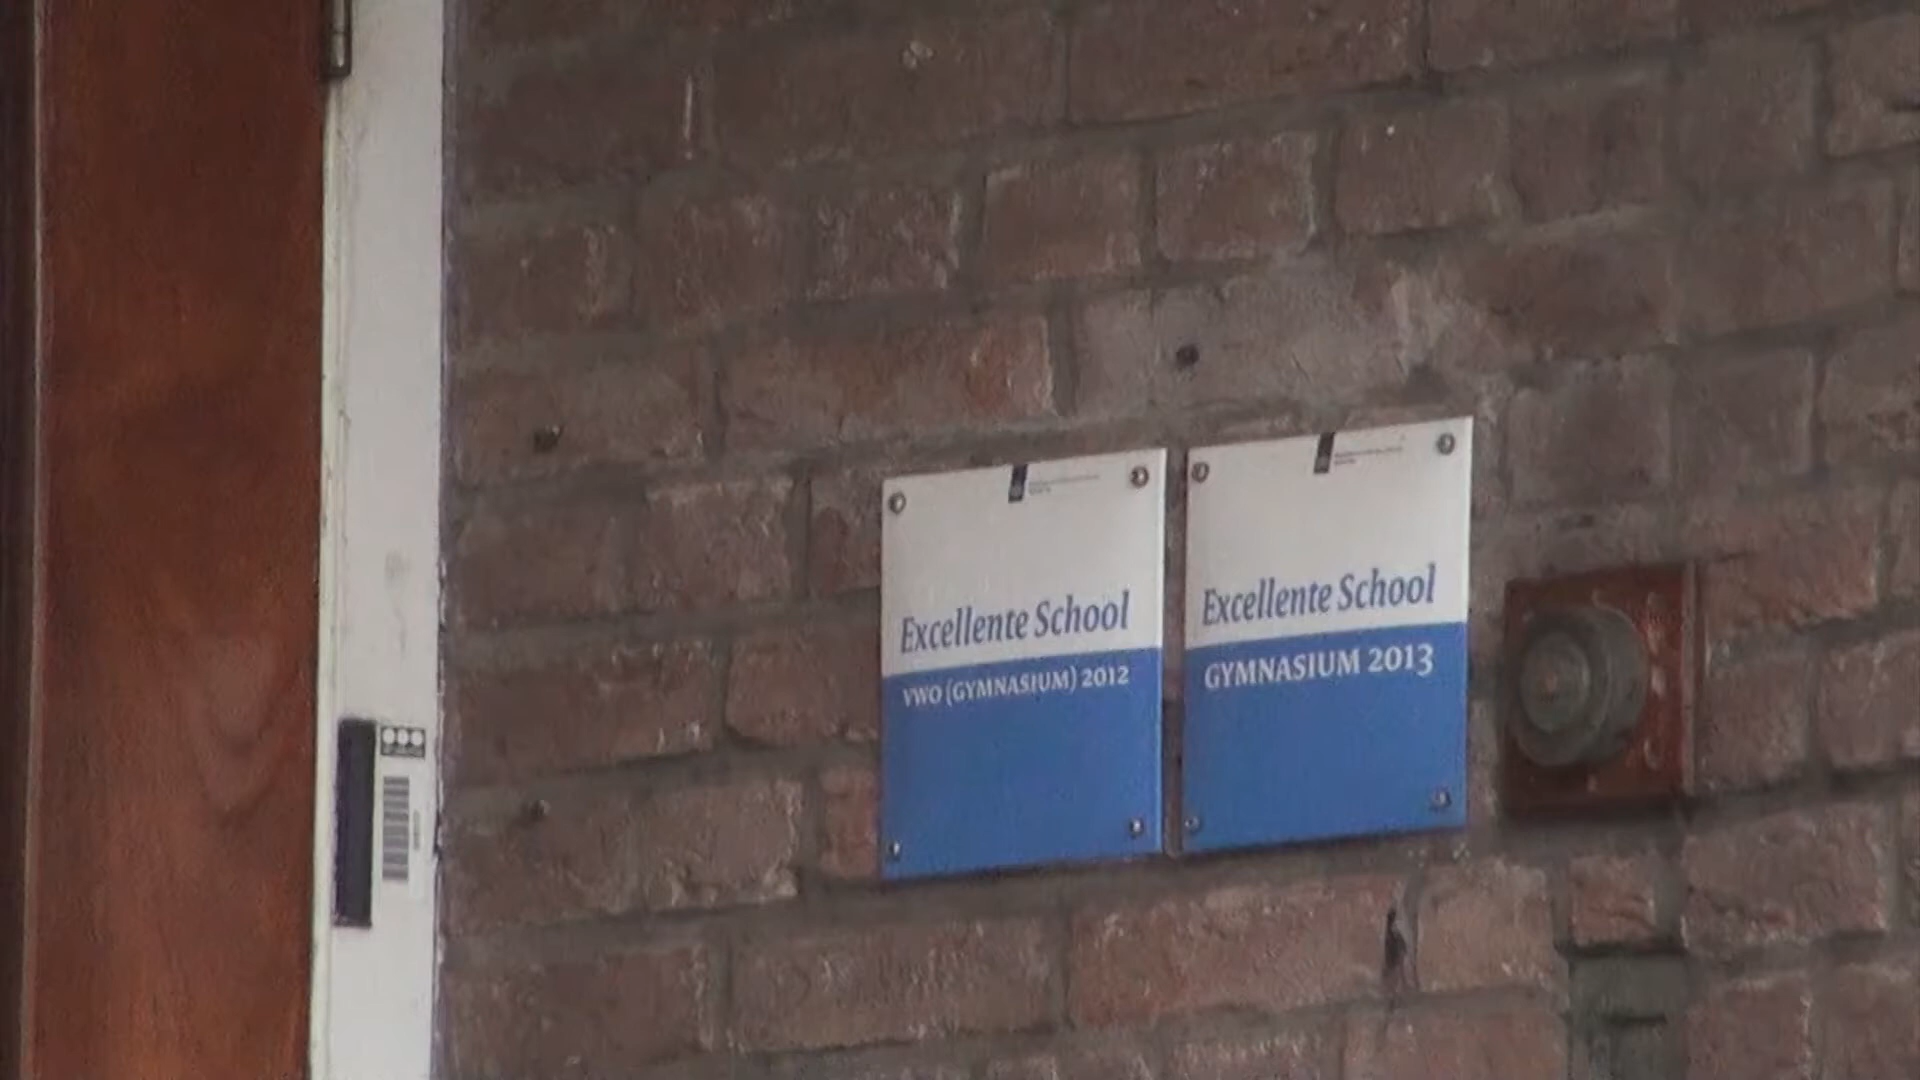 Excellente School
VWO (GYMNASIUM) 2012
Excellente School
GYMNASIUM 2013